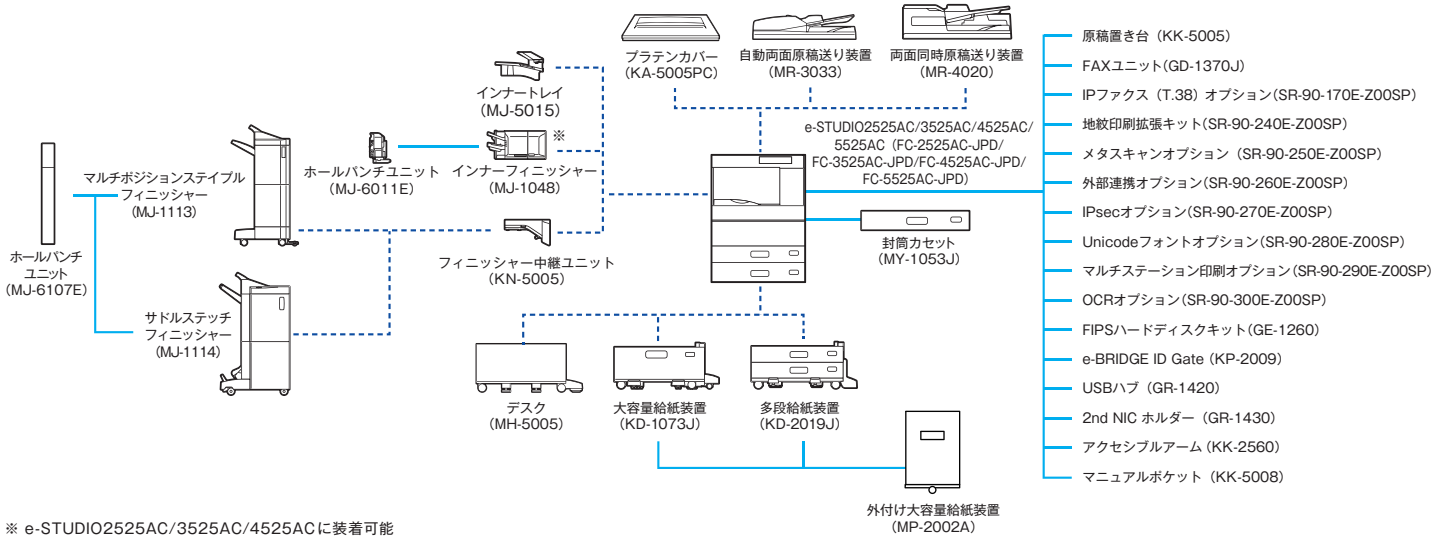 プラテンカバー
(KA-5005PC)
自動両面原稿送り装置
(MR-3033)
両面同時原稿送り装置
(MR-4020)
インナートレイ
(MJ-5015)
※
ホールパンチユニット
(MJ-6011E)
インナーフィニッシャー
(MJ-1048)
マルチポジションステイプル
フィニッシャー
(MJ-1113)
ホールパンチ
ユニット
(MJ-6107E)
フィニッシャー中継ユニット
(KN-5005)
サドルステッチ
フィニッシャー
(MJ-1114)
e-STUDIO2525AC/3525AC/4525AC/
5525AC（FC-2525AC-JPD/
FC-3525AC-JPD/FC-4525AC-JPD/
FC-5525AC-JPD）
封筒カセット
(MY-1053J)
デスク
(MH-5005)
大容量給紙装置
(KD-1073J)
多段給紙装置
(KD-2019J)
外付け大容量給紙装置
(MP-2002A)
原稿置き台（KK-5005）
FAXユニット(GD-1370J)
IPファクス（T.38）オプション(SR-90-170E-Z00SP)
地紋印刷拡張キット(SR-90-240E-Z00SP)
メタスキャンオプション（SR-90-250E-Z00SP)
外部連携オプション(SR-90-260E-Z00SP)
IPsecオプション(SR-90-270E-Z00SP)
Unicodeフォントオプション(SR-90-280E-Z00SP)
マルチステーション印刷オプション(SR-90-290E-Z00SP)
OCRオプション(SR-90-300E-Z00SP)
FIPSハードディスクキット(GE-1260)
e-BRIDGE ID Gate（KP-2009）
USBハブ（GR-1420）
2nd NIC ホルダー（GR-1430）
アクセシブルアーム（KK-2560）
マニュアルポケット（KK-5008）
※ e-STUDIO2525AC/3525AC/4525ACに装着可能